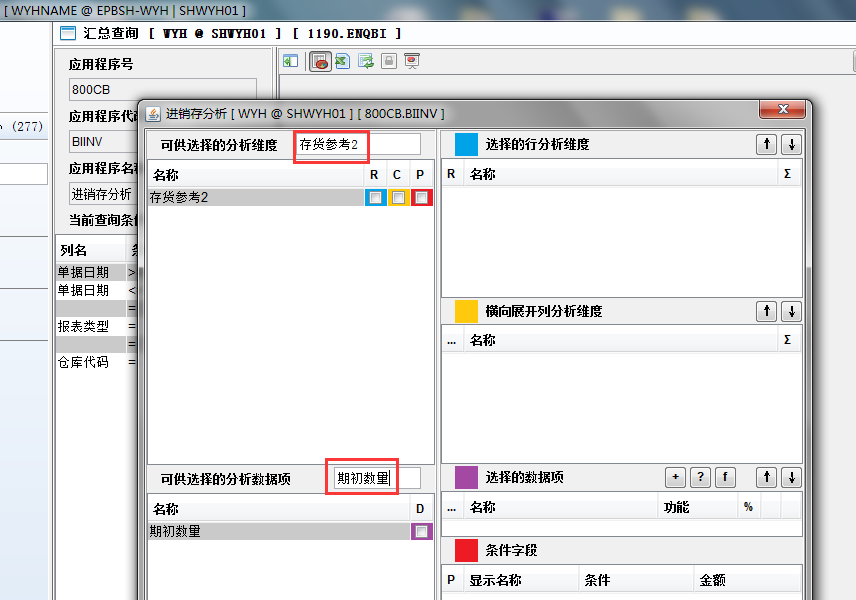 [ WYHNAME @ EPBSH-WYH | SHWYH01 ]
汇总查询 [ WYH @ SHWYH01 ] [ 1190.ENQBI ]
(277)
应用程序号
800CB
应用程序代
BIINV
应用程序名
进销存分析
当前查询条
列名
单据日期 >
单据日期 <
=
报表类型 =
=
仓库代码 =
进销存分析 [ WYH @ SHWYH01 ] [ 800CB.BIINV ]
可供选择的分析维度 存货参考2
名称 R C P
存货参考2
可供选择的分析数据项 期初数量
名称 D
期初数量
选择的行分析维度 ↑ ↓
R 名称 Σ
横向展开列分析维度 ↑ ↓
... 名称 Σ
选择的数据项 + ? f ↑ ↓
... 名称 功能 %
条件字段
P 显示名称 条件 金额